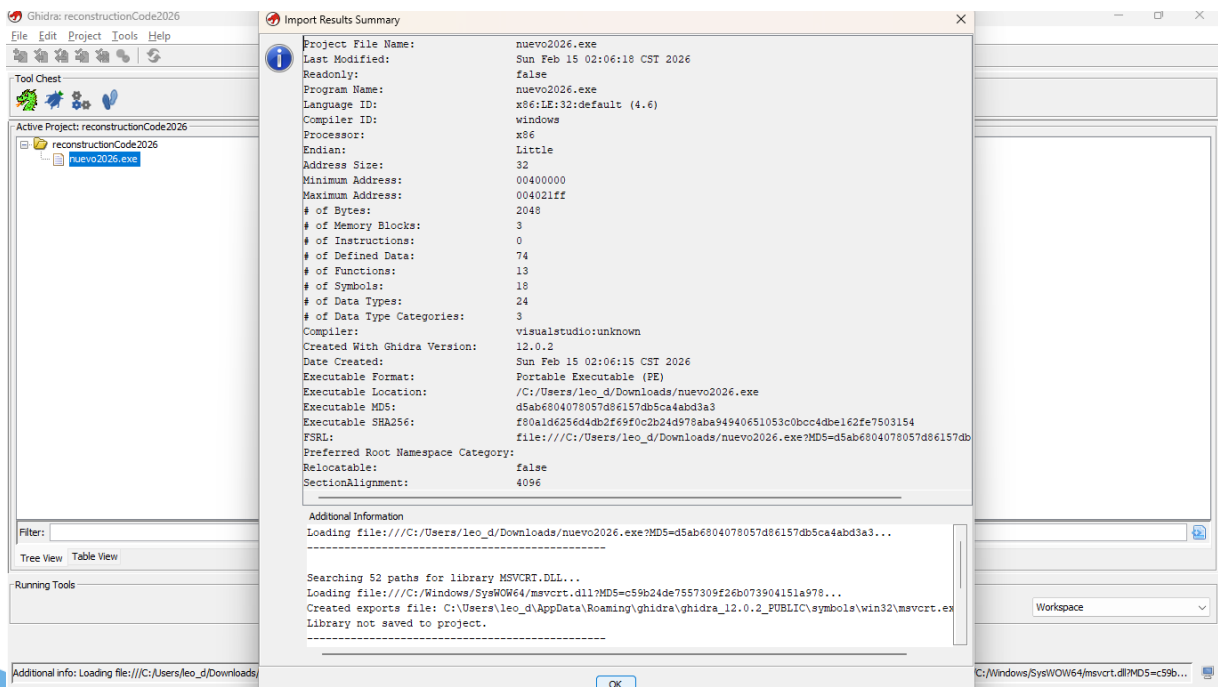 Ghidra: reconstructionCode2026
File Edit Project Tools Help
Tool Chest
Active Project: reconstructionCode2026
reconstructionCode2026
nuevo2026.exe
Filter:
Tree View Table View
Running Tools
Workspace
Import Results Summary
Project File Name: nuevo2026.exe
Last Modified: Sun Feb 15 02:06:18 CST 2026
Readonly: false
Program Name: nuevo2026.exe
Language ID: x86:LE:32:default (4.6)
Compiler ID: windows
Processor: x86
Endian: Little
Address Size: 32
Minimum Address: 00400000
Maximum Address: 004021ff
# of Bytes: 2048
# of Memory Blocks: 3
# of Instructions: 0
# of Defined Data: 74
# of Functions: 13
# of Symbols: 18
# of Data Types: 24
# of Data Type Categories: 3
Compiler: visualstudio:unknown
Created With Ghidra Version: 12.0.2
Date Created: Sun Feb 15 02:06:15 CST 2026
Executable Format: Portable Executable (PE)
Executable Location: /C:/Users/leo_d/Downloads/nuevo2026.exe
Executable MD5: d5ab6804078057d86157db5ca4abd3a3
Executable SHA256: f80a1d6256d4db2f69f0c2b24d978aba94940651053c0bcc4dbe162fe7503154
FSRL: file:///C:/Users/leo_d/Downloads/nuevo2026.exe?MD5=d5ab6804078057d86157db
Preferred Root Namespace Category:
Relocatable: false
SectionAlignment: 4096
Additional Information
Loading file:///C:/Users/leo_d/Downloads/nuevo2026.exe?MD5=d5ab6804078057d86157db5ca4abd3a3...
------------------------------------------------
Searching 52 paths for library MSVCRT.DLL...
Loading file:///C:/Windows/SysWOW64/msvcrt.dll?MD5=c59b24de7557309f26b073904151a978...
Created exports file: C:\Users\leo_d\AppData\Roaming\ghidra\ghidra_12.0.2_PUBLIC\symbols\win32\msvcrt.ex
Library not saved to project.
------------------------------------------------
OK
Additional info: Loading file:///C:/Users/leo_d/Downloads/
C:/Windows/SysWOW64/msvcrt.dll?MD5=c59b...